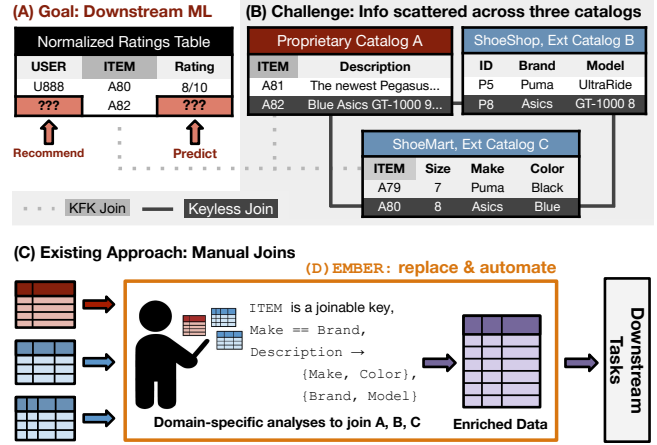 (A) Goal: Downstream ML
Normalized Ratings Table
USER ITEM Rating
U888 A80 8/10
??? A82 ???
Recommend Predict
(B) Challenge: Info scattered across three catalogs
Proprietary Catalog A
ITEM Description
A81 The newest Pegasus...
A82 Blue Asics GT-1000 9...
ShoeShop, Ext Catalog B
ID Brand Model
P5 Puma UltraRide
P8 Asics GT-1000 8
ShoeMart, Ext Catalog C
ITEM Size Make Color
A79 7 Puma Black
A80 8 Asics Blue
KFK Join Keyless Join
(C) Existing Approach: Manual Joins
(D) EMBER: replace & automate
ITEM is a joinable key,
Make == Brand,
Description →
{Make, Color},
{Brand, Model}
Domain-specific analyses to join A, B, C
Enriched Data
Downstream
Tasks